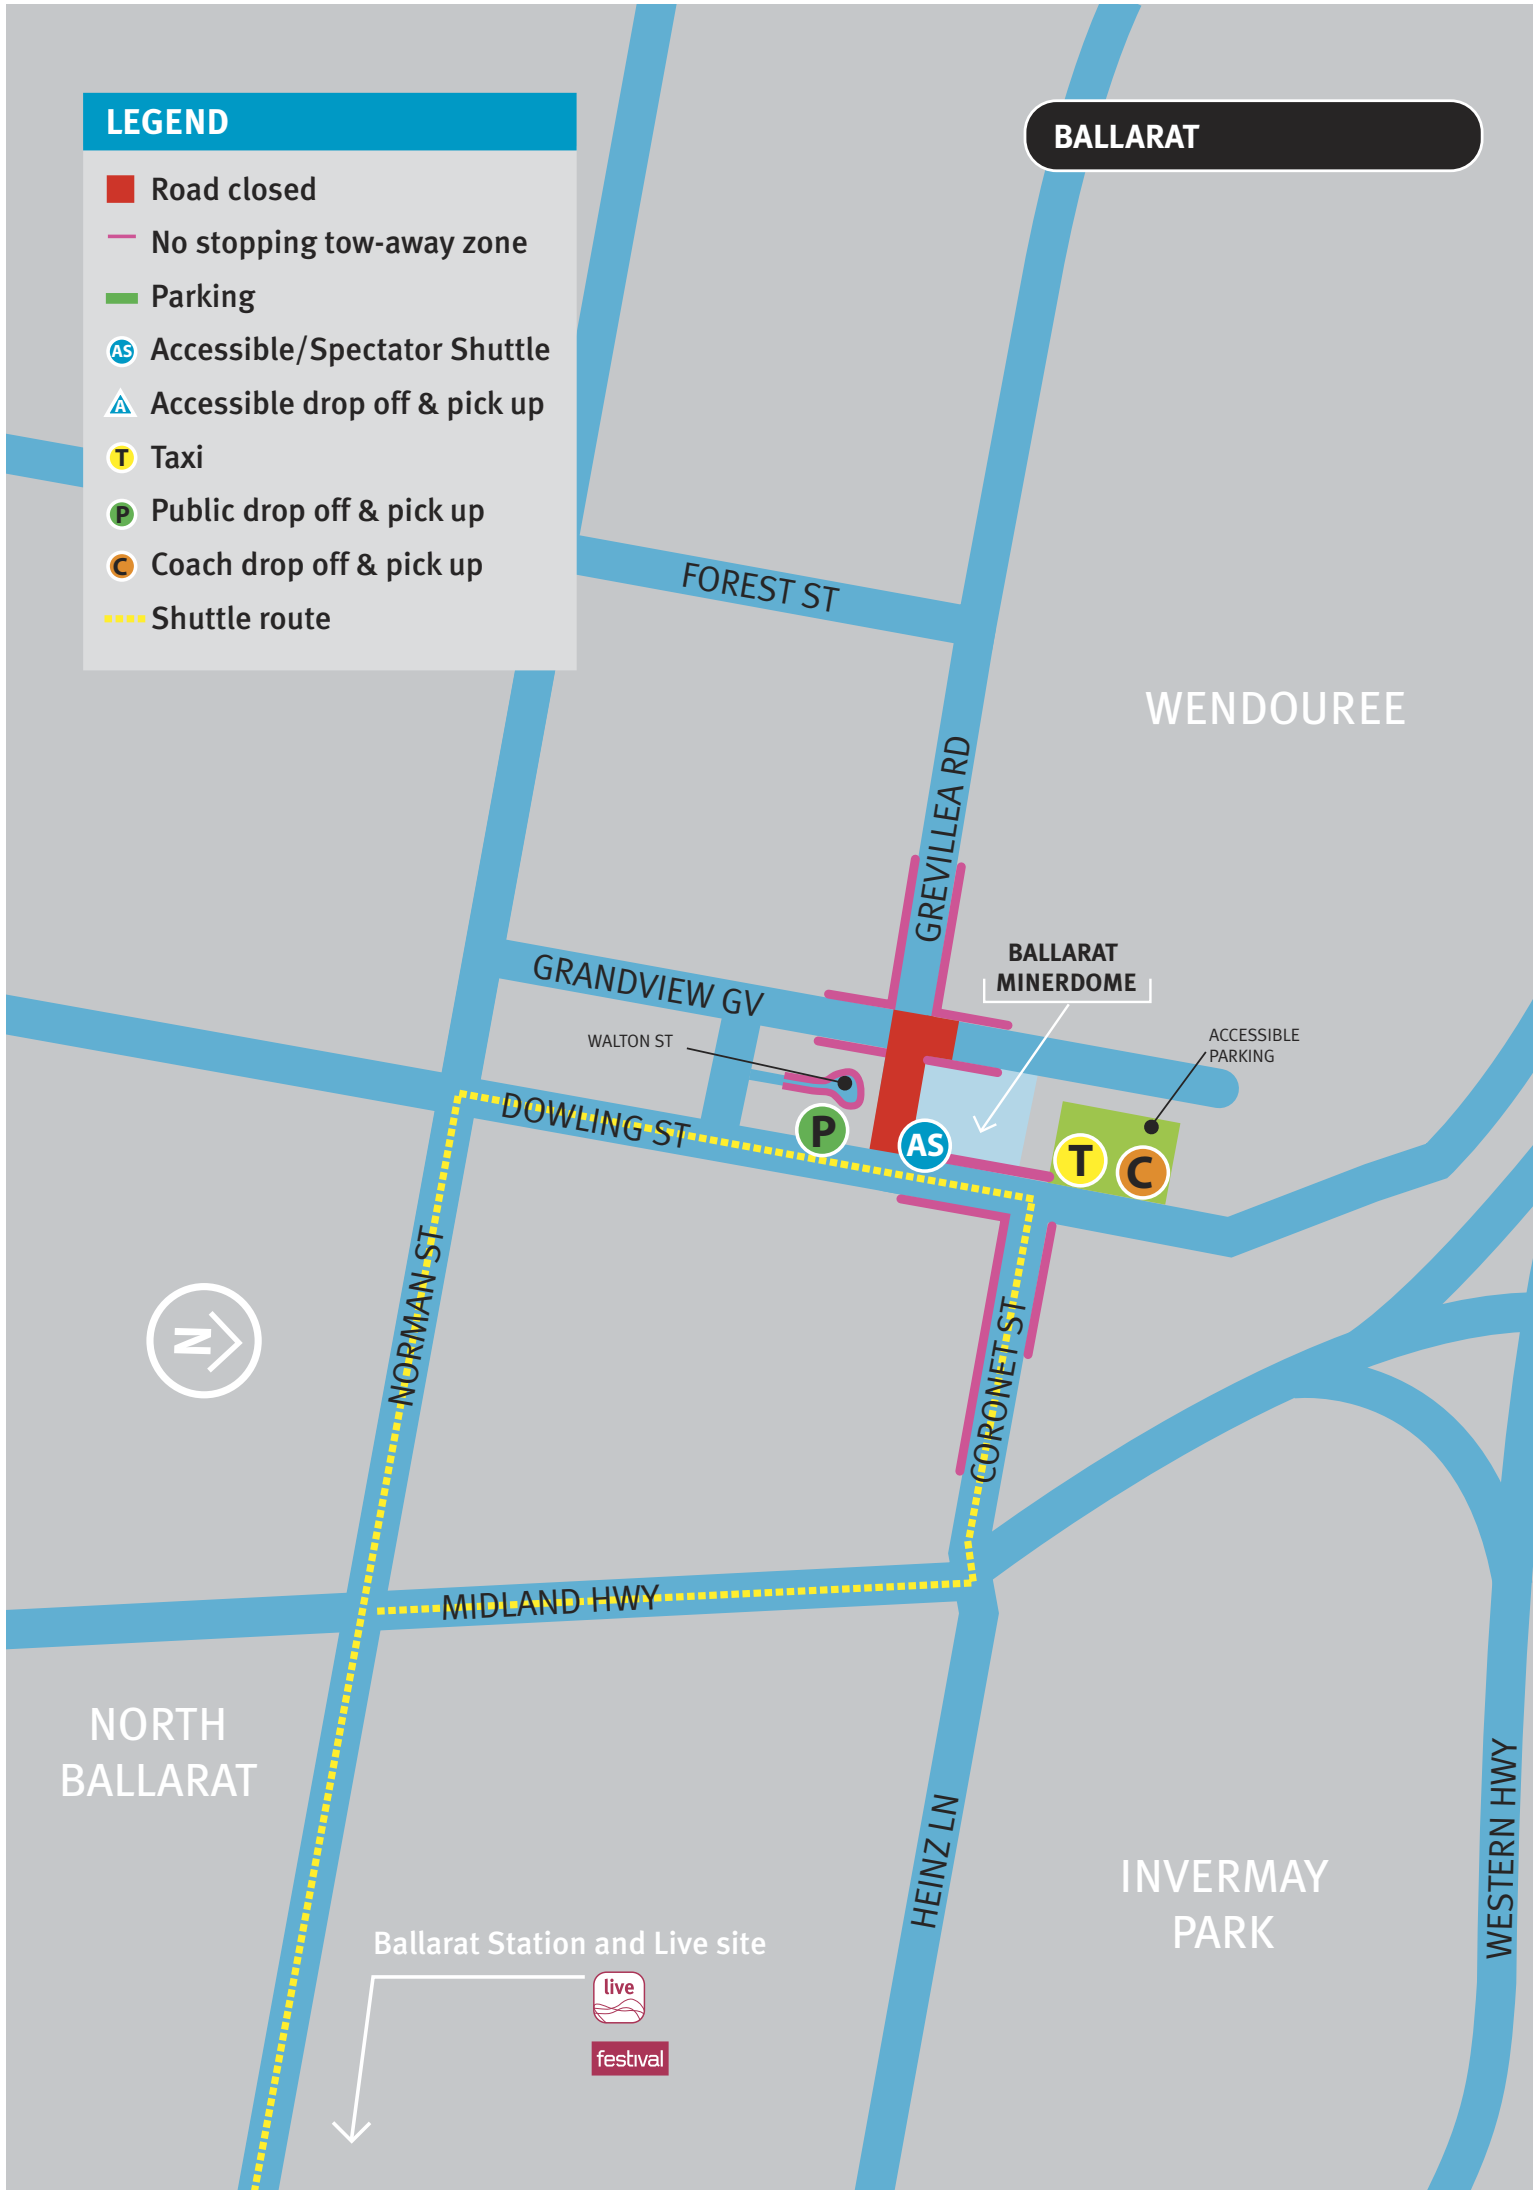 LEGEND
Road closed
No stopping tow-away zone
Parking
AS Accessible/Spectator Shuttle
A Accessible drop off & pick up
T Taxi
P Public drop off & pick up
C Coach drop off & pick up
Shuttle route
BALLARAT
FOREST ST
WENDOUREE
GREVILLEA RD
BALLARAT
MINERDOME
GRANDVIEW GV
WALTON ST
ACCESSIBLE
PARKING
DOWLING ST
P
AS
T
C
NORMAN ST
N
CORONET ST
MIDLAND HWY
NORTH
BALLARAT
HEINZ LN
WESTERN HWY
INVERMAY
PARK
Ballarat Station and Live site
live
festival